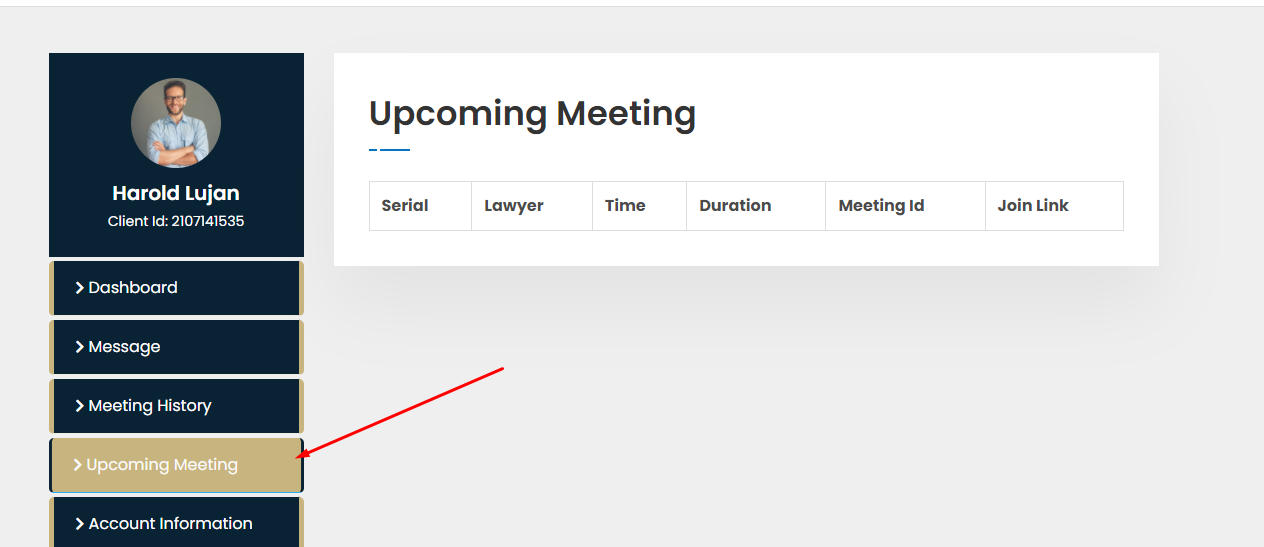 Harold Lujan
Client Id: 2107141535
Dashboard
Message
Meeting History
Upcoming Meeting
Account Information
Upcoming Meeting
Serial Lawyer Time Duration Meeting Id Join Link